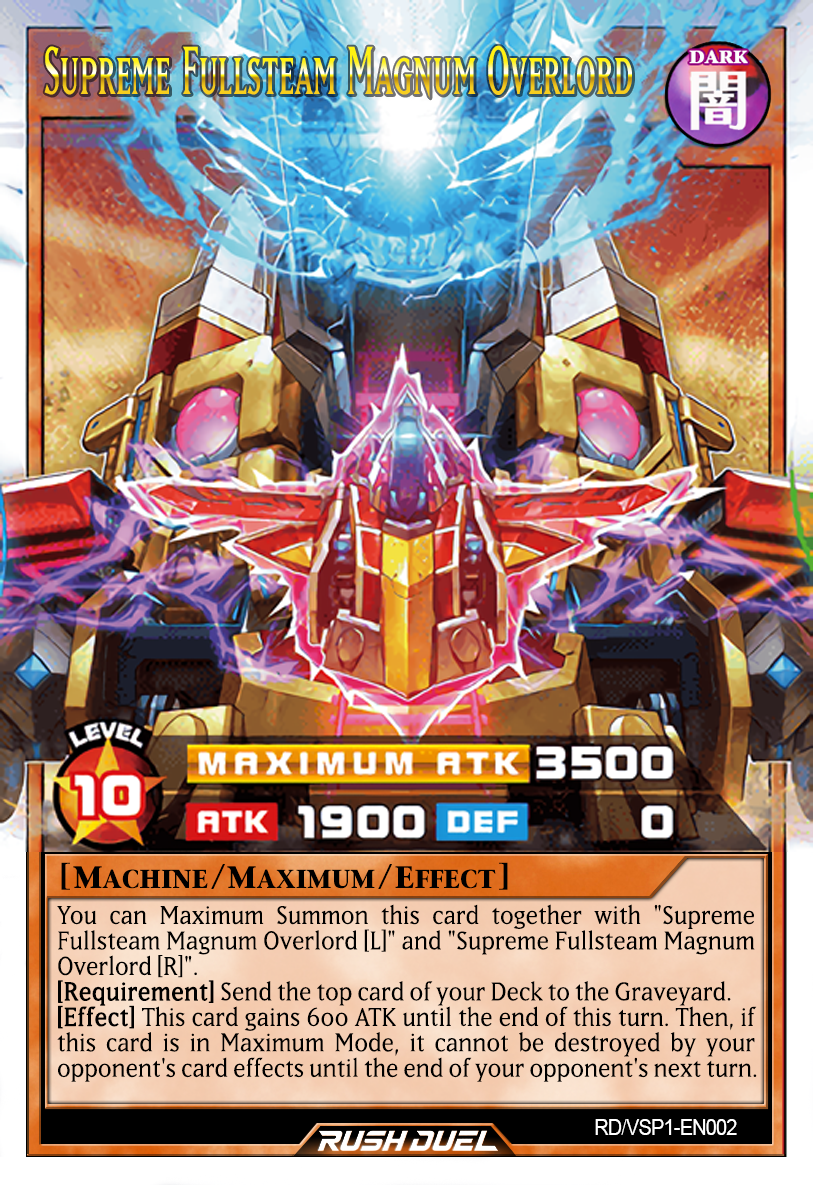 Supreme Fullsteam Magnum Overlord
DARK
闇
LEVEL
10
MAXIMUM ATK 3500
ATK 1900 DEF 0
[Machine/Maximum/Effect]
You can Maximum Summon this card together with "Supreme
Fullsteam Magnum Overlord [L]" and "Supreme Fullsteam Magnum
Overlord [R]".
[Requirement] Send the top card of your Deck to the Graveyard.
[Effect] This card gains 600 ATK until the end of this turn. Then, if
this card is in Maximum Mode, it cannot be destroyed by your
opponent's card effects until the end of your opponent's next turn.
RD/VSP1-EN002
RUSH DUEL